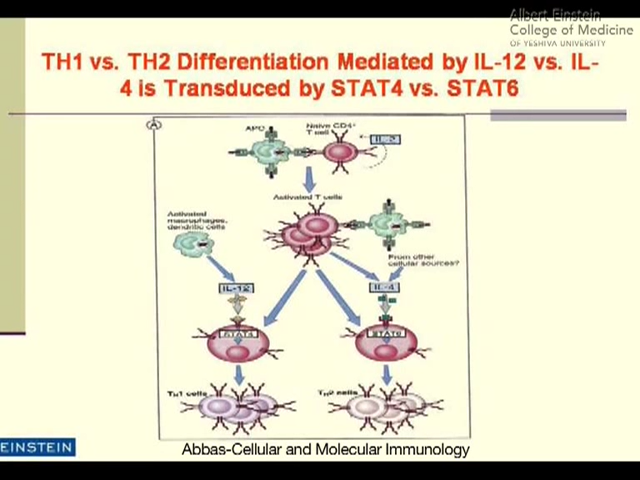 Albert Einstein
College of Medicine
OF YESHIVA UNIVERSITY
TH1 vs. TH2 Differentiation Mediated by IL-12 vs. IL-
4 is Transduced by STAT4 vs. STAT6
A
APC
Naive CD4+
T cell
IL-2
Activated T cells
Activated
macrophages,
dendritic cells
From other
cellular sources?
IL-12
IL-4
STAT4
STAT6
TH1 cells
TH2 cells
EINSTEIN
Abbas-Cellular and Molecular Immunology